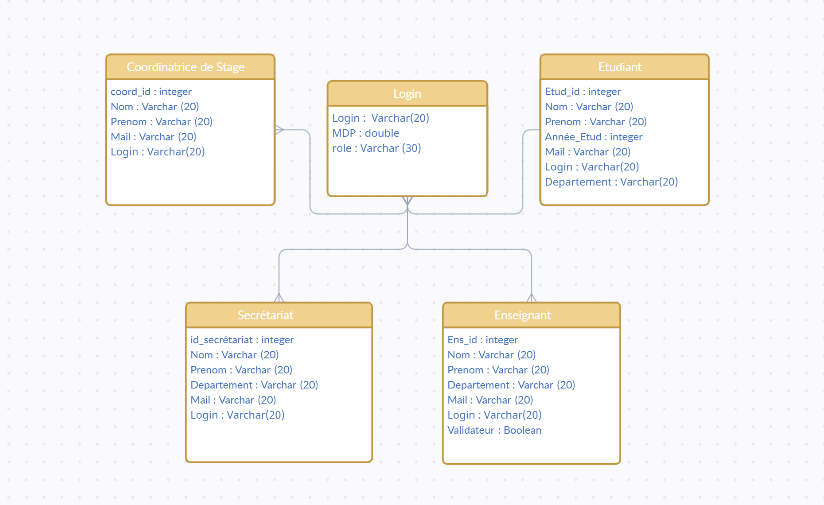 Coordinatrice de Stage
coord_id : integer
Nom : Varchar (20)
Prenom : Varchar (20)
Mail : Varchar (20)
Login : Varchar(20)
Login
Login :  Varchar(20)
MDP : double
role : Varchar (30)
Etudiant
Etud_id : integer
Nom : Varchar (20)
Prenom : Varchar (20)
Année_Etud : integer
Mail : Varchar (20)
Login : Varchar(20)
Departement : Varchar(20)
Secrétariat
id_secrétariat : integer
Nom : Varchar (20)
Prenom : Varchar (20)
Departement : Varchar (20)
Mail : Varchar (20)
Login : Varchar(20)
Enseignant
Ens_id : integer
Nom : Varchar (20)
Prenom : Varchar (20)
Departement : Varchar (20)
Mail : Varchar (20)
Login : Varchar(20)
Validateur : Boolean